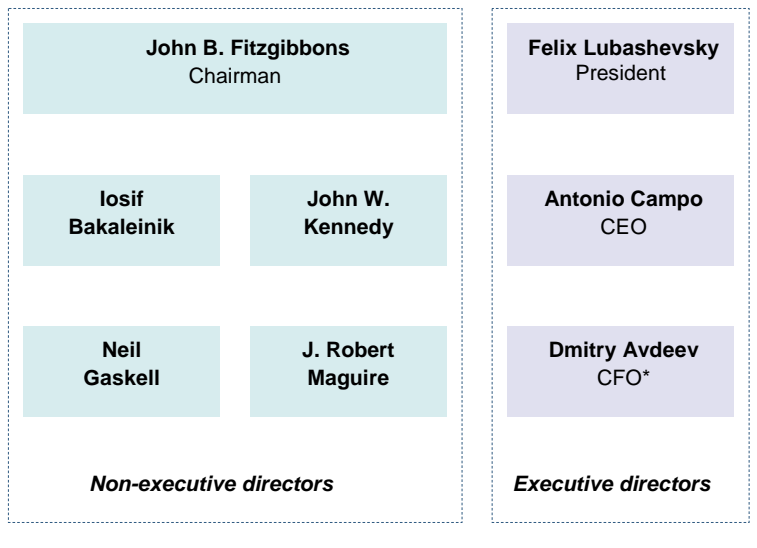 John B. Fitzgibbons
Chairman
Iosif
Bakaleinik
John W.
Kennedy
Neil
Gaskell
J. Robert
Maguire
Non-executive directors
Felix Lubashevsky
President
Antonio Campo
CEO
Dmitry Avdeev
CFO*
Executive directors